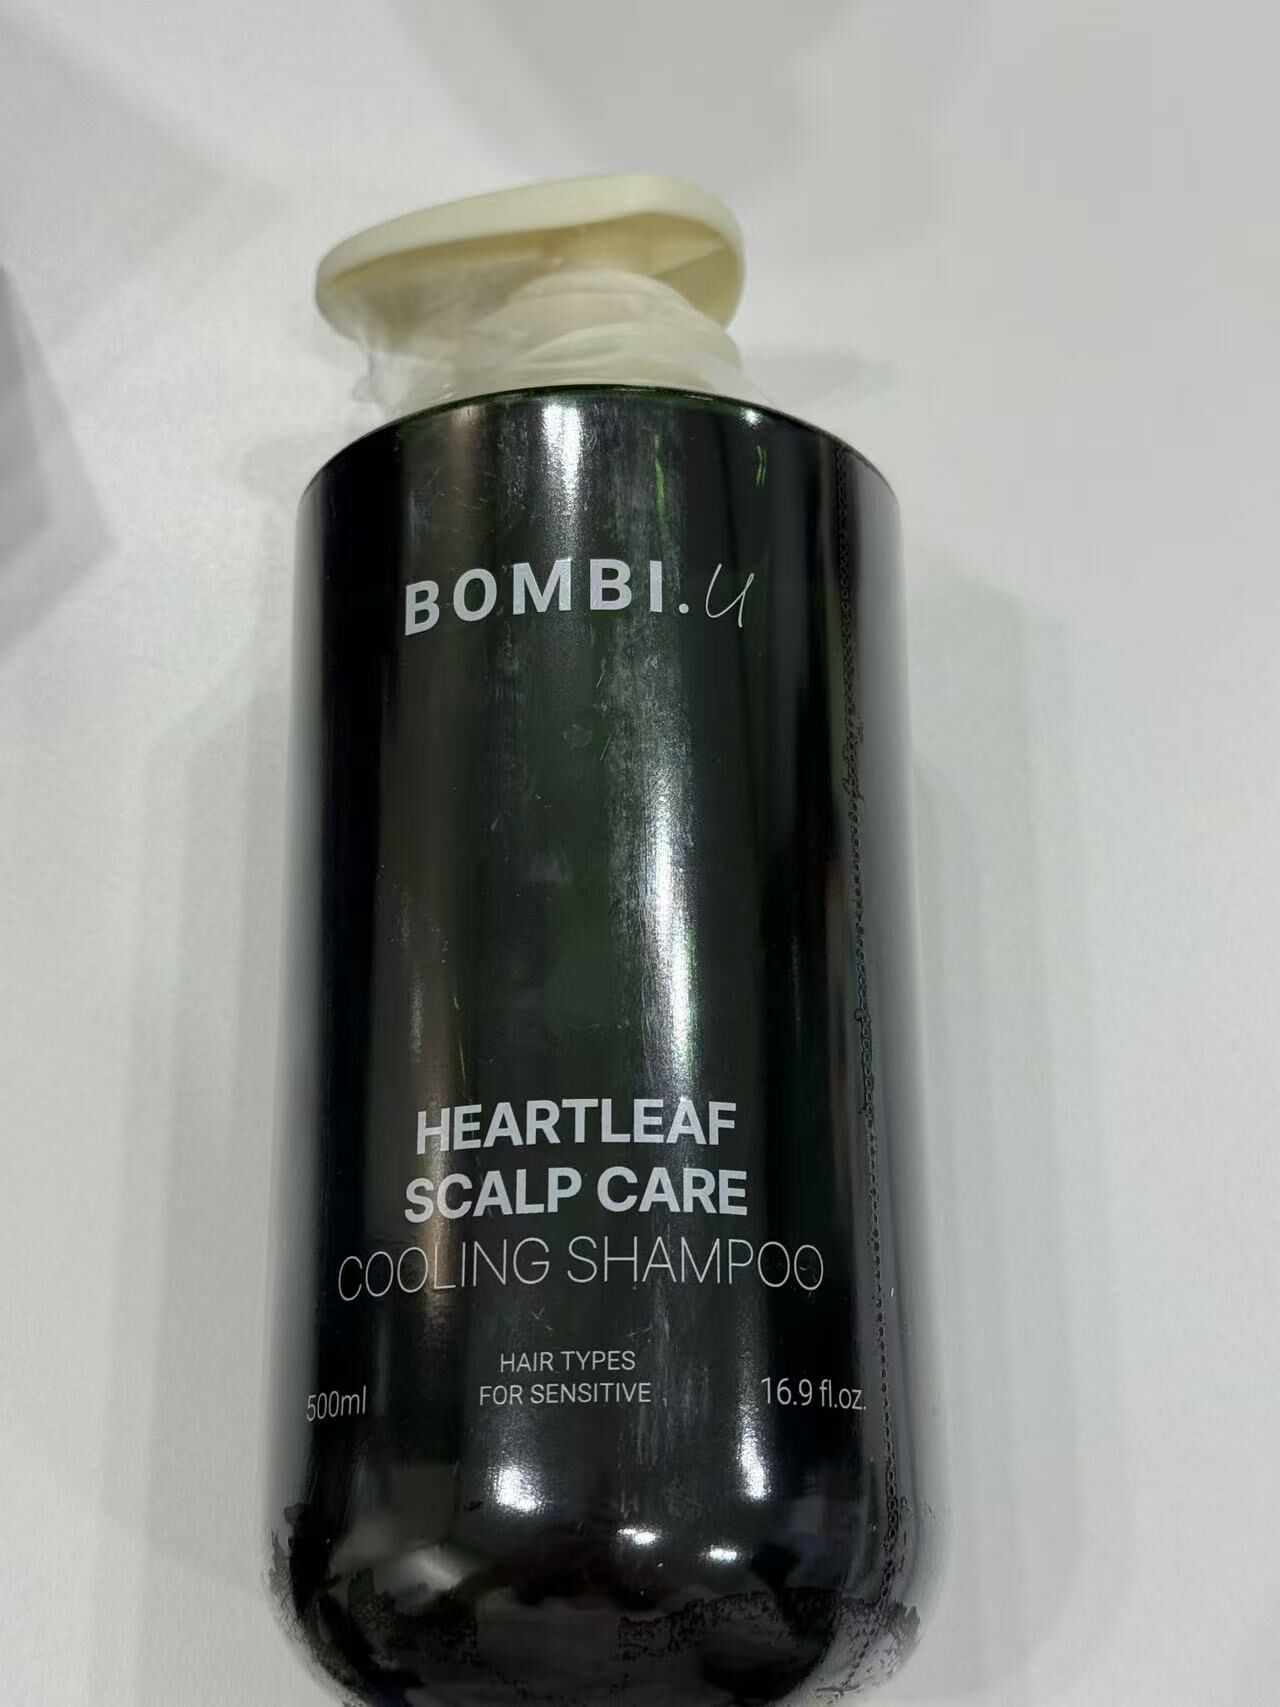 BOMBI.U
HEARTLEAF
SCALP CARE
COOLING SHAMPOO
HAIR TYPES
FOR SENSITIVE
500ml
16.9 fl.oz.